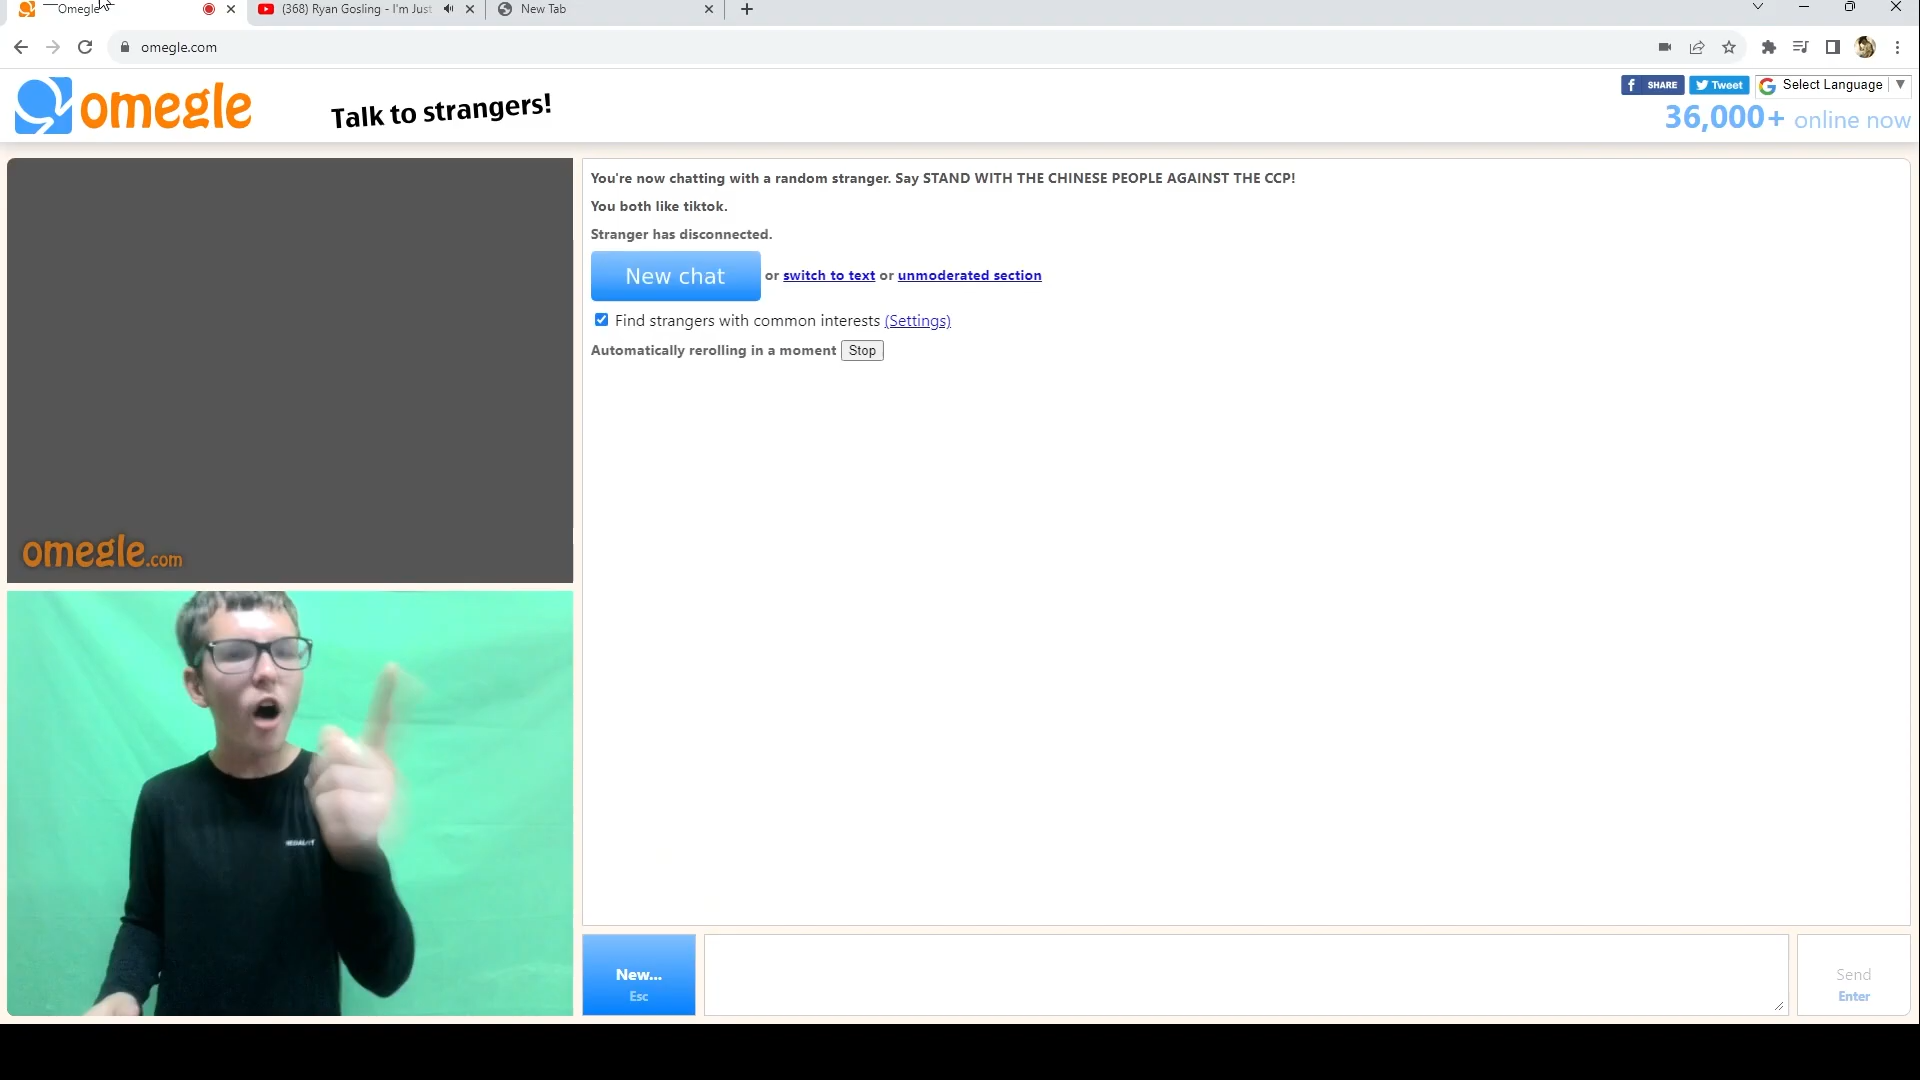 Omegle
(368) Ryan Gosling - I'm Just
New Tab
omegle.com
omegle
Talk to strangers!
f SHARE
Tweet
G Select Language ▼
36,000+ online now
You're now chatting with a random stranger. Say STAND WITH THE CHINESE PEOPLE AGAINST THE CCP!
You both like tiktok.
Stranger has disconnected.
New chat or switch to text or unmoderated section
Find strangers with common interests (Settings)
Automatically rerolling in a moment Stop
omegle.com
New...
Esc
Send
Enter